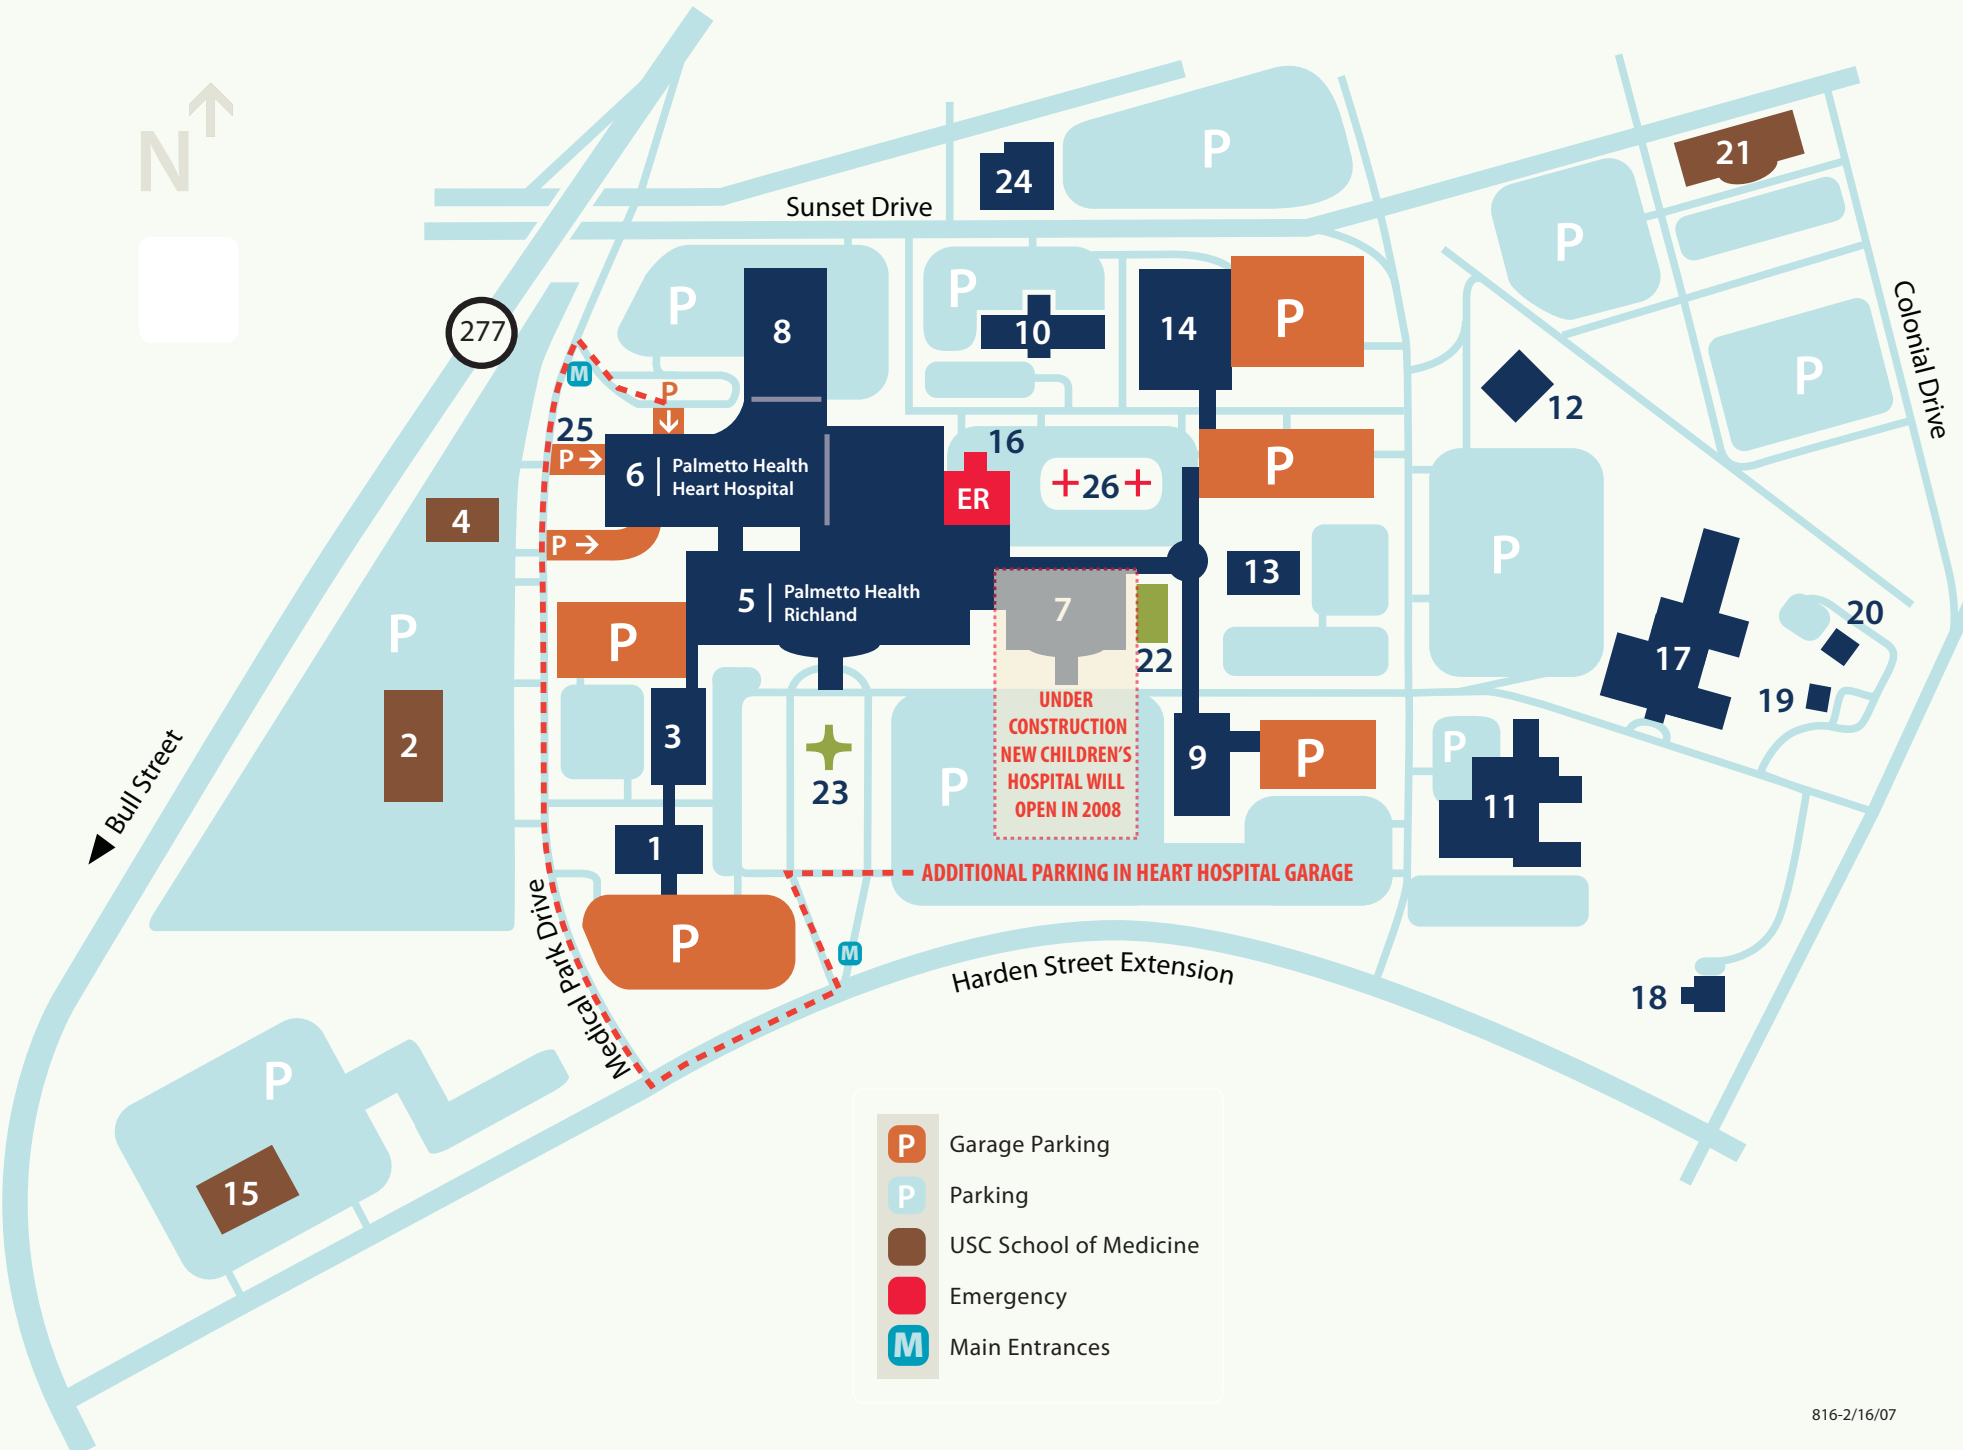 N
Sunset Drive
24
P
21
P
277
P
8
P
10
14
P
Colonial Drive
P
12
M
P
25
P
6
Palmetto Health
Heart Hospital
16
ER
26
P
4
P
P
13
P
5
Palmetto Health
Richland
7
22
P
P
17
20
19
2
3
23
P
UNDER
CONSTRUCTION
NEW CHILDREN'S
HOSPITAL WILL
OPEN IN 2008
9
P
P
11
Bull Street
1
ADDITIONAL PARKING IN HEART HOSPITAL GARAGE
Medical Park Drive
P
M
Harden Street Extension
18
P
15
P Garage Parking
P Parking
USC School of Medicine
Emergency
M Main Entrances
816-2/16/07